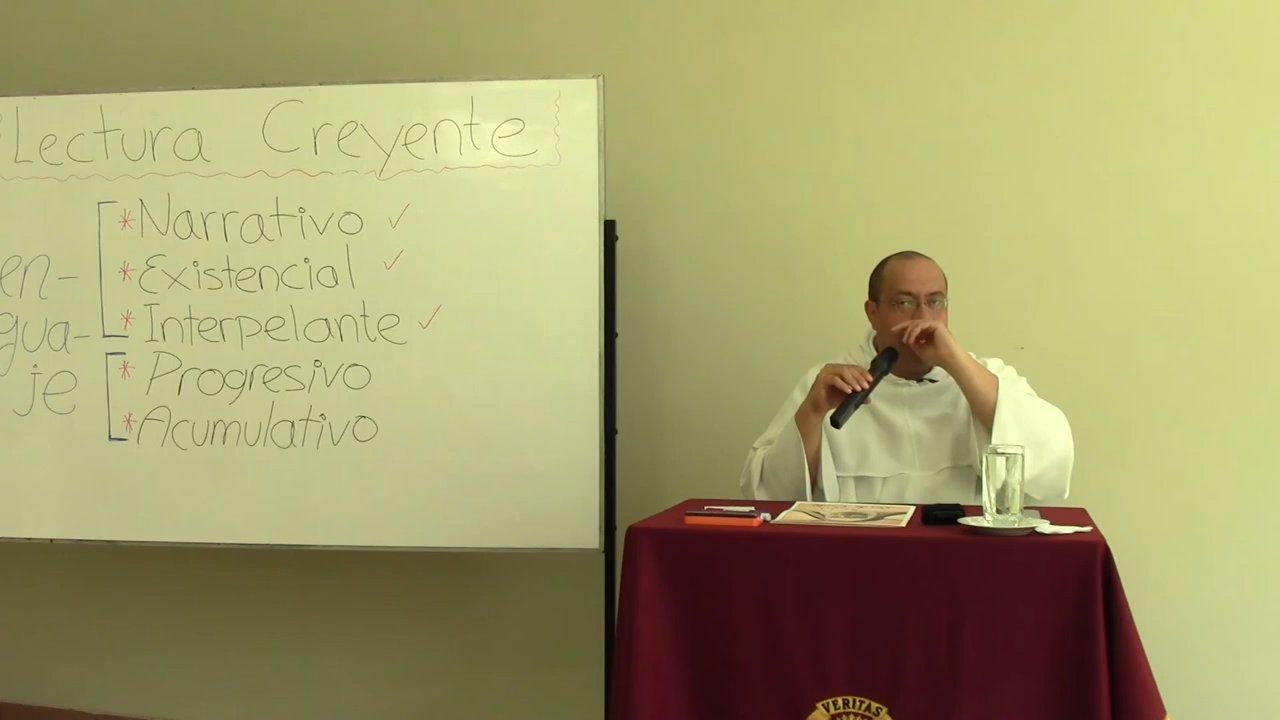 Lectura Creyente
* Narrativo ✓
* Existencial ✓
* Interpelante ✓
* Progresivo
* Acumulativo
en-
gua-
je
VERITAS